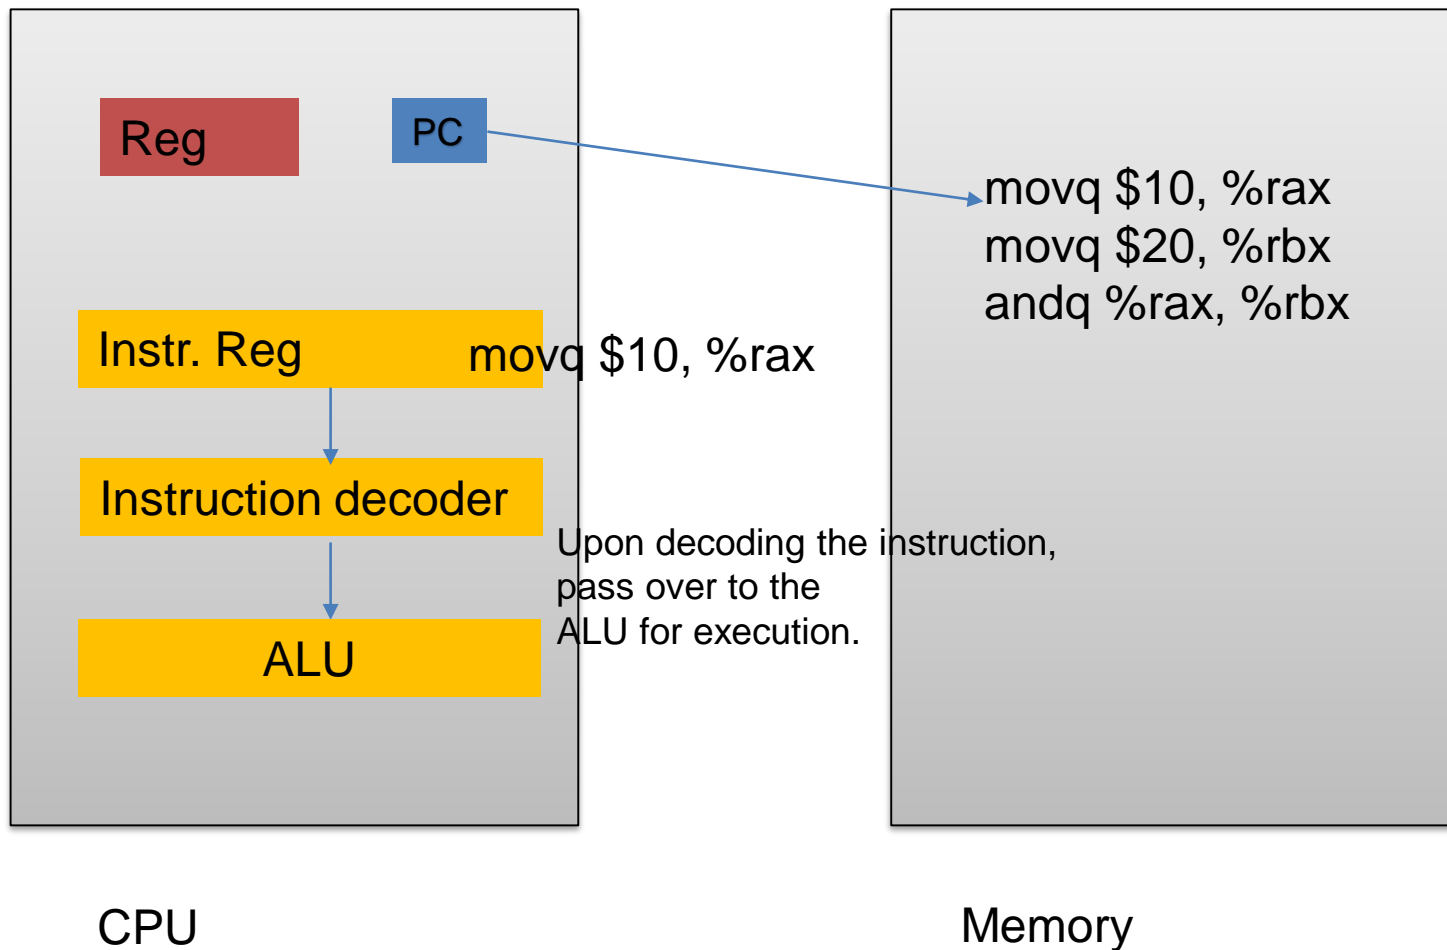 Reg
PC
movq $10, %rax
movq $20, %rbx
andq %rax, %rbx
Instr. Reg
movq $10, %rax
Instruction decoder
Upon decoding the instruction,
pass over to the
ALU for execution.
ALU
CPU
Memory